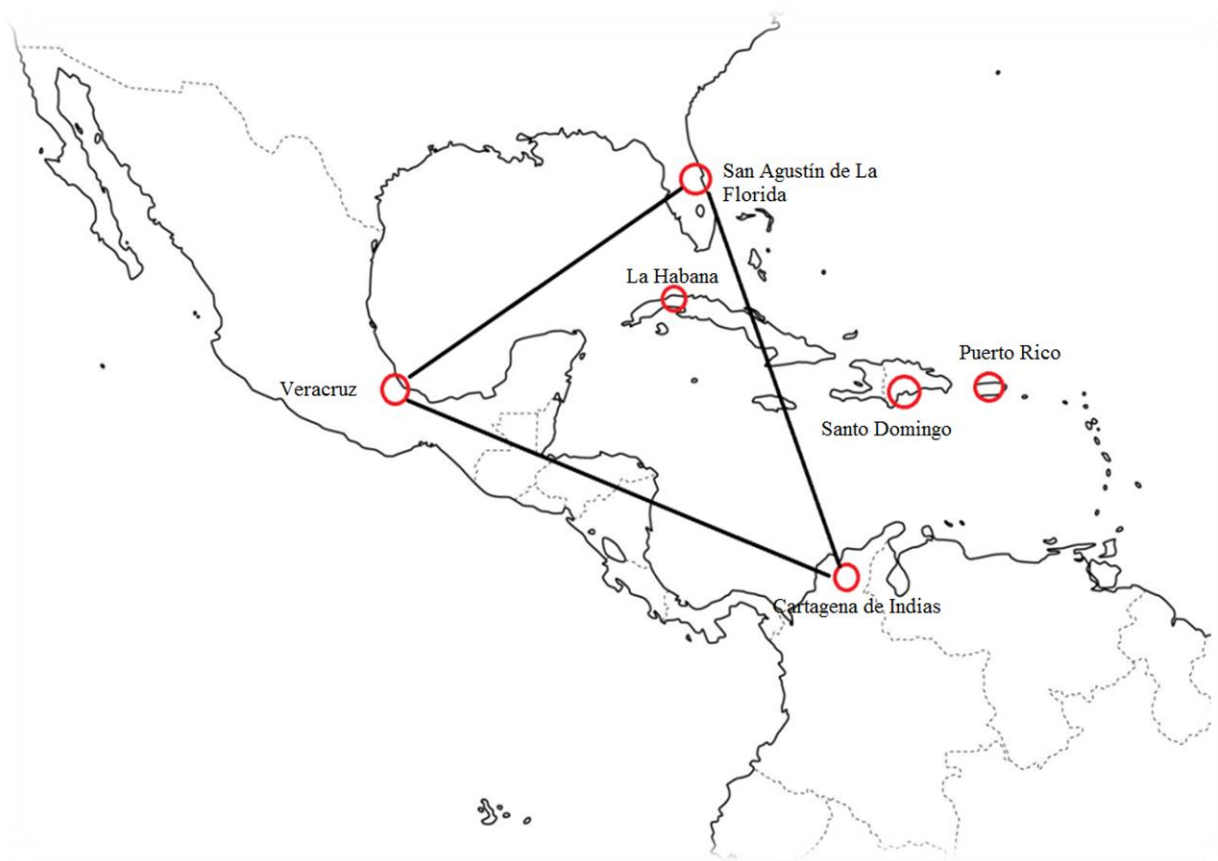 San Agustín de La
Florida
La Habana
Puerto Rico
Veracruz
Santo Domingo
Cartagena de Indias